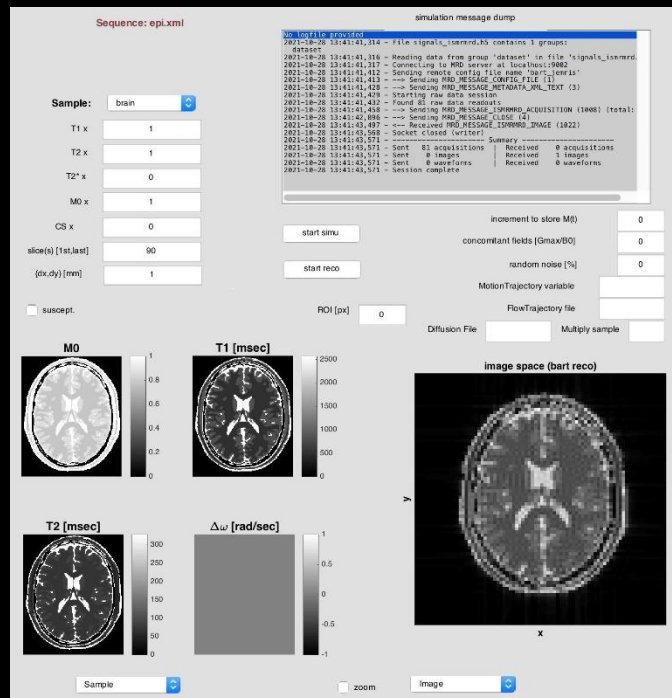 Sequence: epi.xml
simulation message dump
No logfile provided
2021-10-28 13:41:41,314 - File signals_ismrmrd.h5 contains 1 groups:
dataset
2021-10-28 13:41:41,316 - Reading data from group 'dataset' in file 'signals_ismrmrd.
2021-10-28 13:41:41,317 - Connecting to MRD server at localhost:9002
2021-10-28 13:41:41,412 - Sending remote config file name 'bart_jemris'
2021-10-28 13:41:41,413 - --> Sending MRD_MESSAGE_CONFIG_FILE (1)
2021-10-28 13:41:41,428 - --> Sending MRD_MESSAGE_METADATA_XML_TEXT (3)
2021-10-28 13:41:41,429 - Starting raw data session
2021-10-28 13:41:41,432 - Found 81 raw data readouts
2021-10-28 13:41:41,458 - --> Sending MRD_MESSAGE_ISMRMRD_ACQUISITION (1008) (total:
2021-10-28 13:41:42,896 - --> Sending MRD_MESSAGE_CLOSE (4)
2021-10-28 13:41:43,497 - <-- Received MRD_MESSAGE_ISMRMRD_IMAGE (1022)
2021-10-28 13:41:43,568 - Socket closed (writer)
2021-10-28 13:41:43,571 - ---------------------- Summary ----------------------
2021-10-28 13:41:43,571 - Sent 81 acquisitions | Received 0 acquisitions
2021-10-28 13:41:43,571 - Sent 0 images | Received 1 images
2021-10-28 13:41:43,571 - Sent 0 waveforms | Received 0 waveforms
2021-10-28 13:41:43,571 - Session complete
Sample: brain
T1 x 1
T2 x 1
T2* x 0
M0 x 1
CS x 0
slice(s) [1st,last] 90
{dx,dy} [mm] 1
suscept.
start simu
start reco
ROI [px] 0
increment to store M(t) 0
concomitant fields [Gmax/B0] 0
random noise [%] 0
MotionTrajectory variable
FlowTrajectory file
Diffusion File Multiply sample
M0
1
0.8
0.6
0.4
0.2
0
T1 [msec]
2500
2000
1500
1000
500
0
T2 [msec]
300
250
200
150
100
50
0
Δω [rad/sec]
1
0.5
0
-0.5
-1
image space (bart reco)
y
x
Sample
zoom
Image